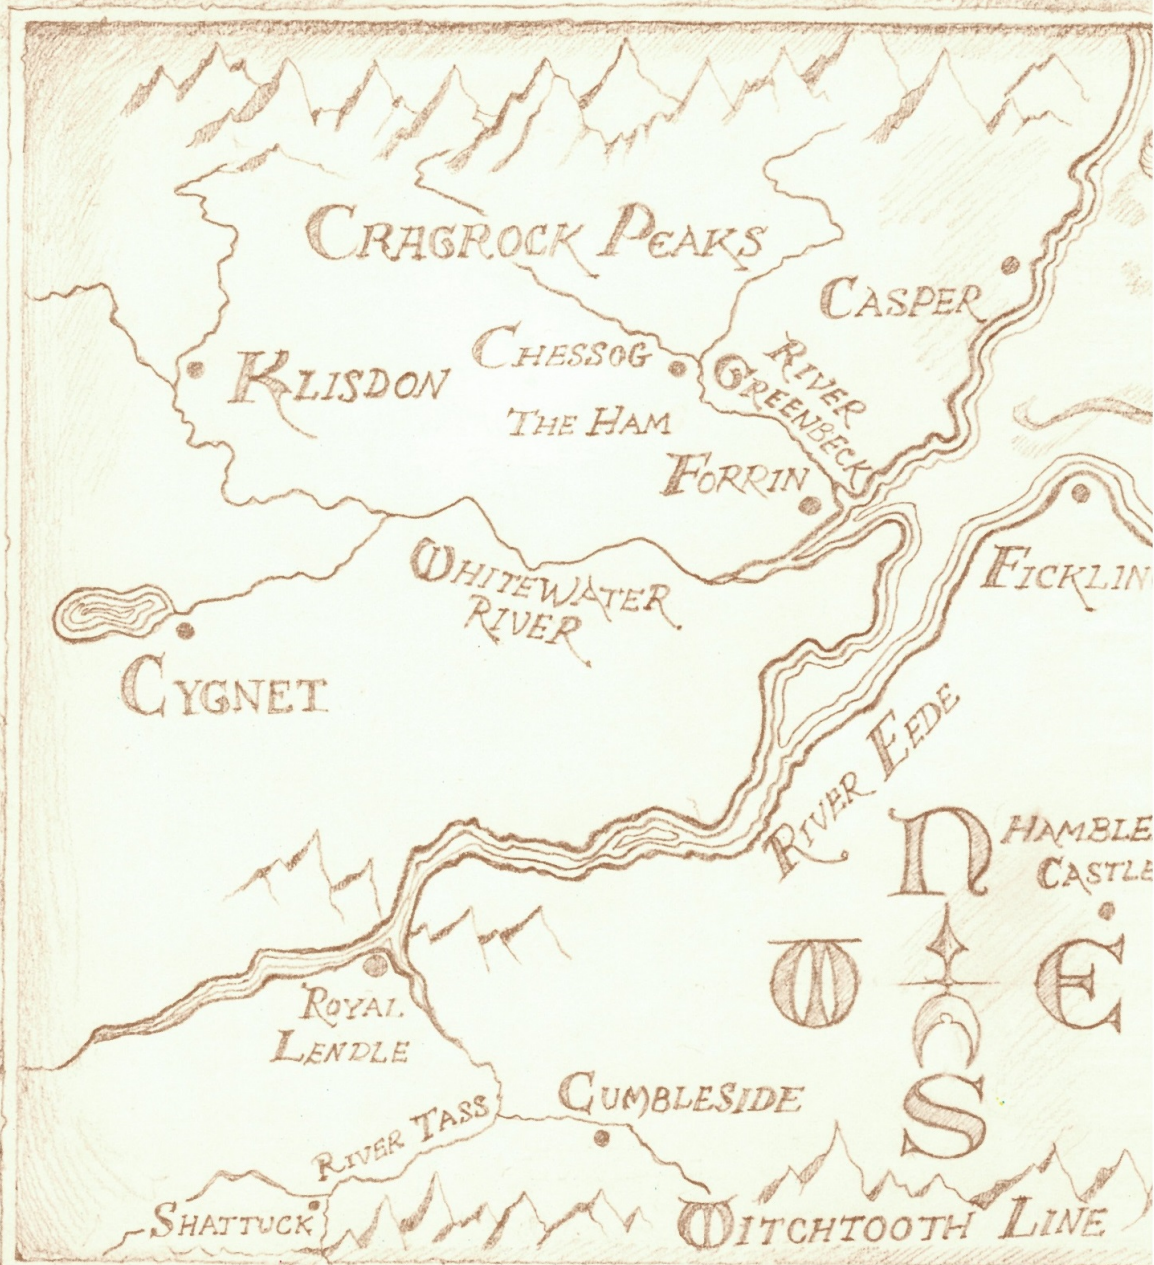 CRAGROCK PEAKS
CASPER
CHESSOG
KLISDON
RIVER
GREENBECK
THE HAM
FORRIN
WHITEWATER
RIVER
FICKLIN
CYGNET
RIVER EEDE
N
HAMBLE
CASTLE
W
E
ROYAL
LENDLE
S
CUMBLESIDE
RIVER TASS
SHATTUCK
WITCHTOOTH LINE